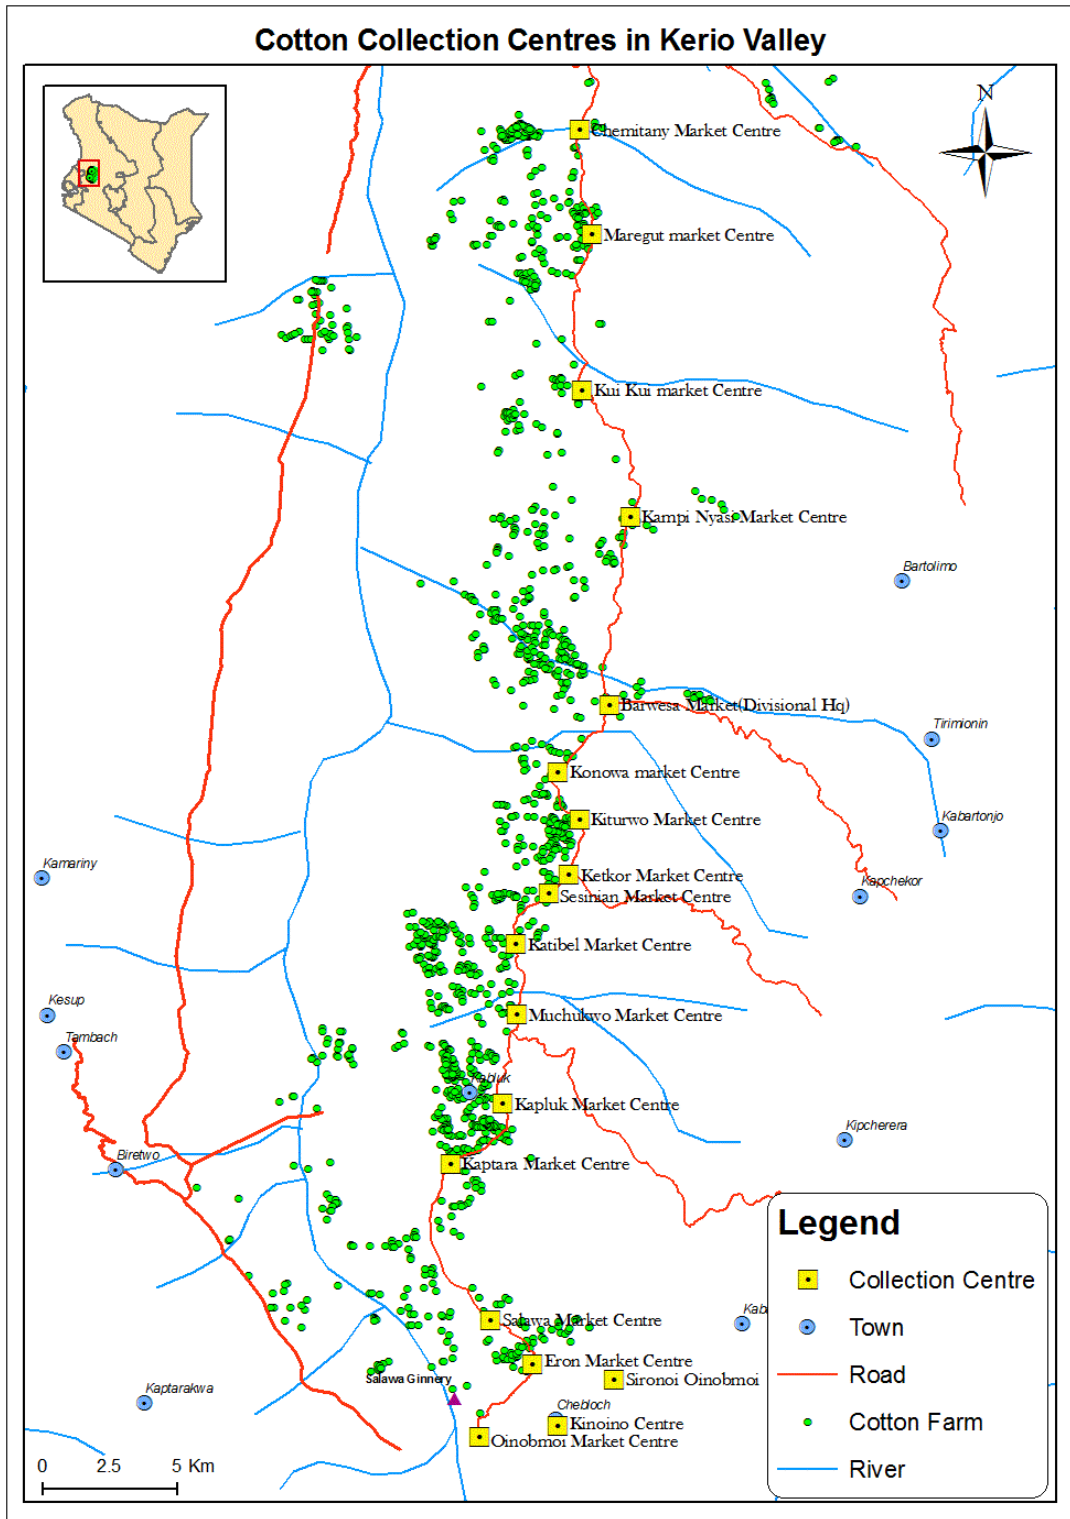 Cotton Collection Centres in Kerio Valley
N
Chemitany Market Centre
Maregut market Centre
Kui Kui market Centre
Kampi Nyasi Market Centre
Bartolimo
Barwesa Market(Divisional Hq)
Tirimionin
Konowa market Centre
Kiturwo Market Centre
Kabartonjo
Kamariny
Ketkor Market Centre
Kapchekor
Sesinian Market Centre
Katibel Market Centre
Kesup
Muchukwo Market Centre
Tambach
Kabluk
Kapluk Market Centre
Kipcherera
Biretwo
Kaptara Market Centre
Legend
Collection Centre
Town
Road
Cotton Farm
River
Salawa Market Centre
Kab
Eron Market Centre
Salawa Ginnery
Sironoi Oinobmoi
Kaptarakwa
Chebloch
Kinoino Centre
Oinobmoi Market Centre
0 2.5 5 Km